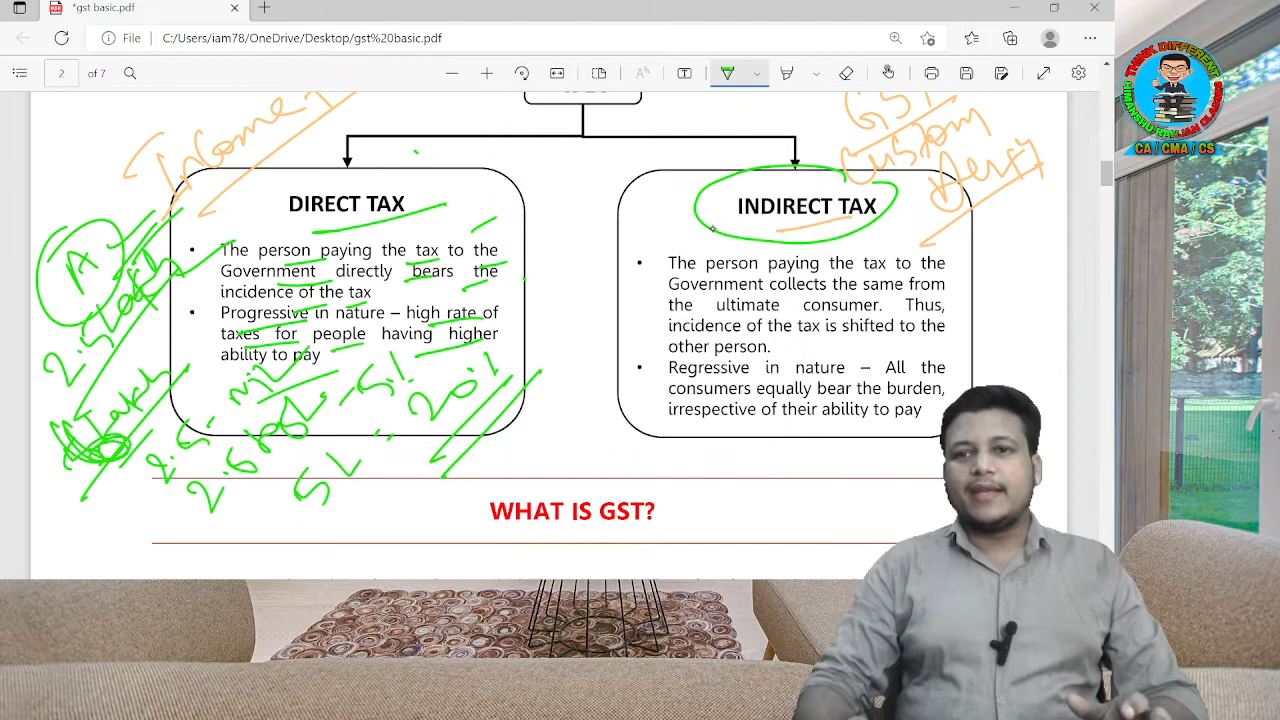 *gst basic.pdf
File
C:/Users/iam78/OneDrive/Desktop/gst%20basic.pdf
2
of 7
GST
Custom
Income
DIRECT TAX
The person paying the tax to the
Government directly bears the
incidence of the tax
Progressive in nature – high rate of
taxes for people having higher
ability to pay
INDIRECT TAX
The person paying the tax to the
Government collects the same from
the ultimate consumer. Thus,
incidence of the tax is shifted to the
other person.
Regressive in nature – All the
consumers equally bear the burden,
irrespective of their ability to pay
A
WHAT IS GST?
THINK DIFFERENT
HIMANSHU RANJAN CLASSES
CA / CMA / CS